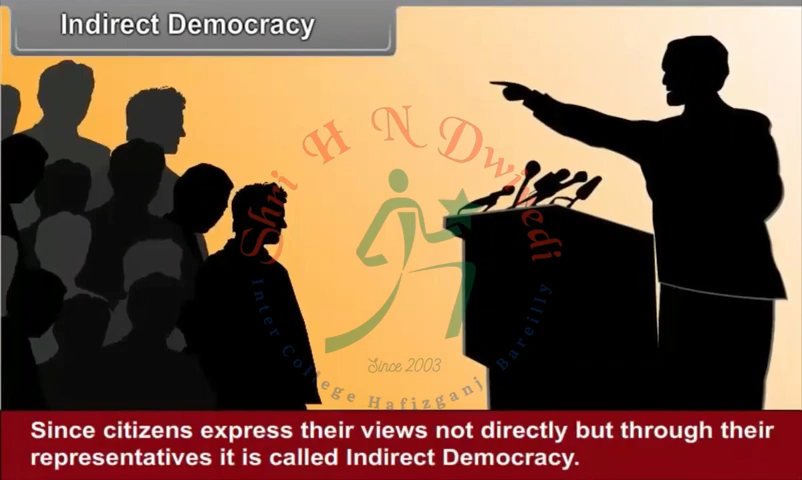 Indirect Democracy
Shri H N Dwivedi
Inter College Hafizganj Bareilly
Since 2003
Since citizens express their views not directly but through their
representatives it is called Indirect Democracy.